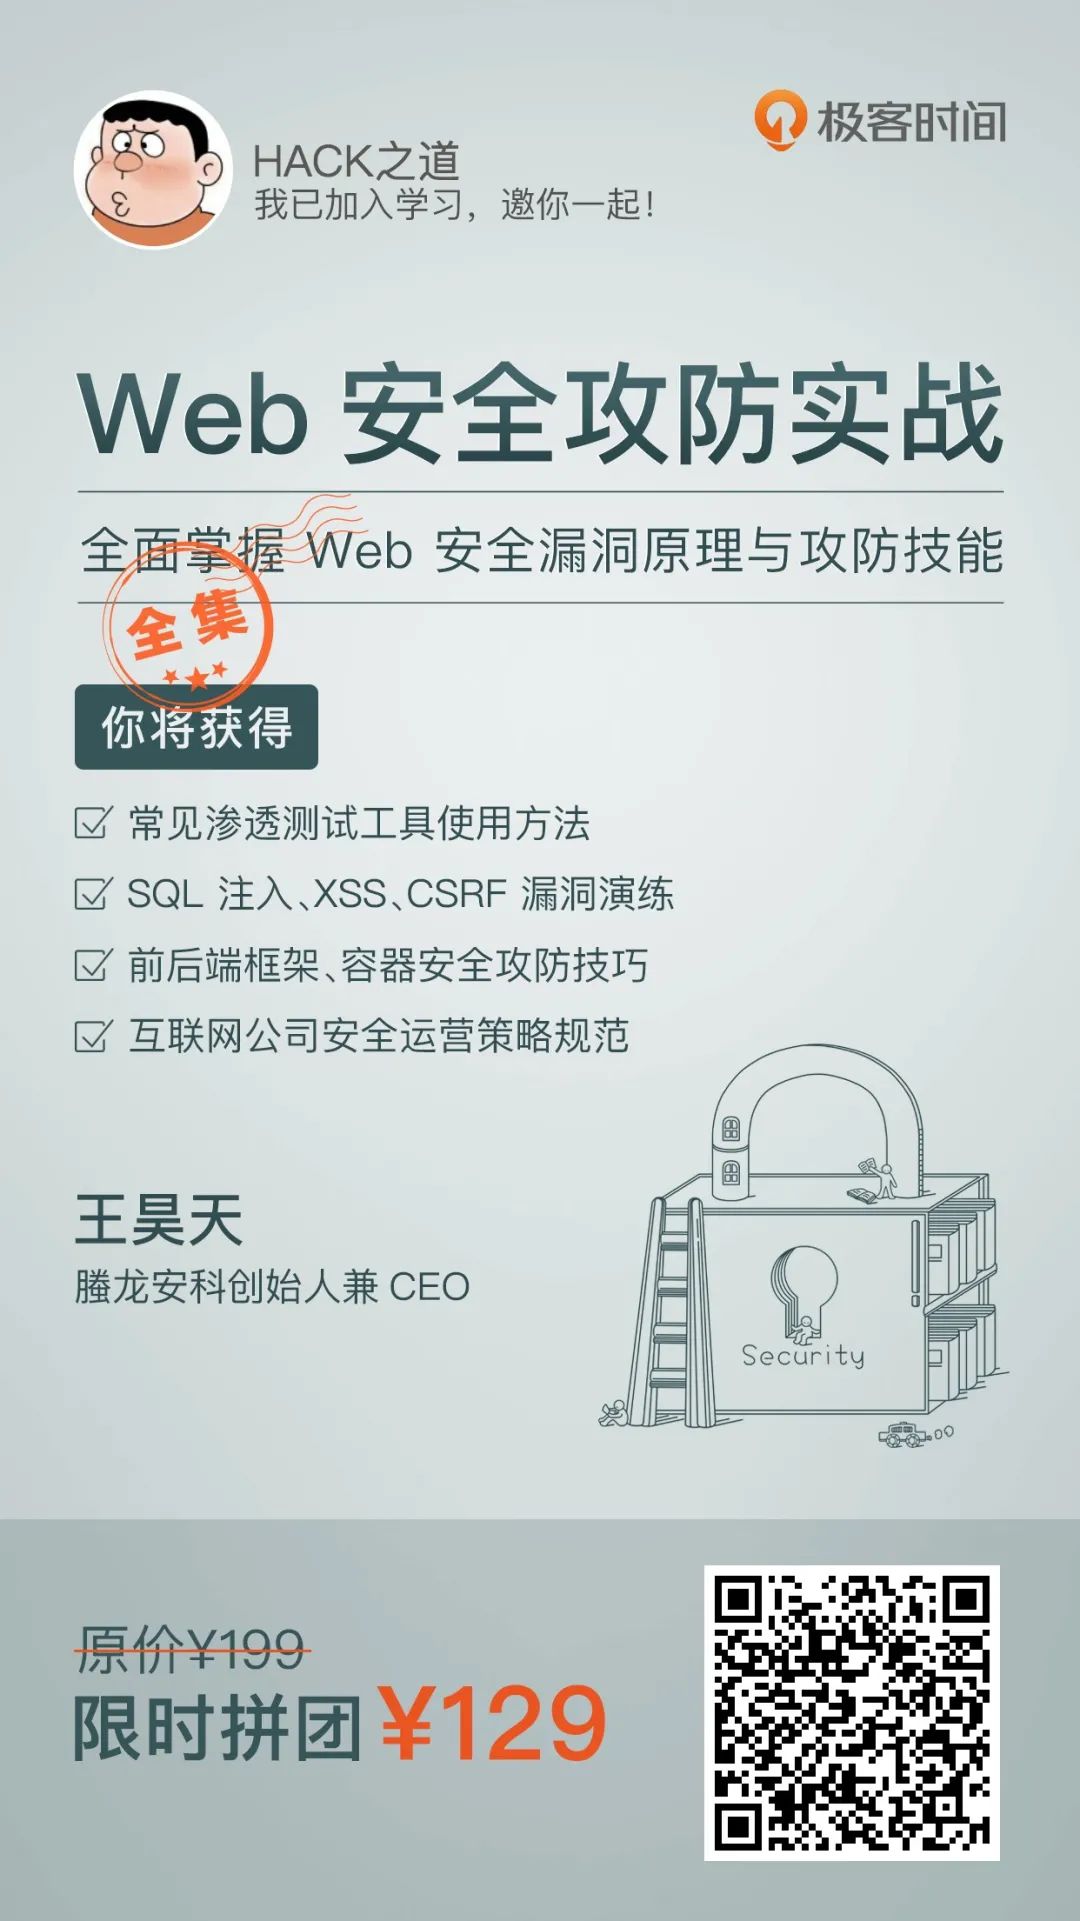 HACK之道
我已加入学习，邀你一起！
极客时间
Web 安全攻防实战
全面掌握 Web 安全漏洞原理与攻防技能
全集
你将获得
常见渗透测试工具使用方法
SQL 注入、XSS、CSRF 漏洞演练
前后端框架、容器安全攻防技巧
互联网公司安全运营策略规范
王昊天
螣龙安科创始人兼 CEO
Security
原价¥199
限时拼团¥129